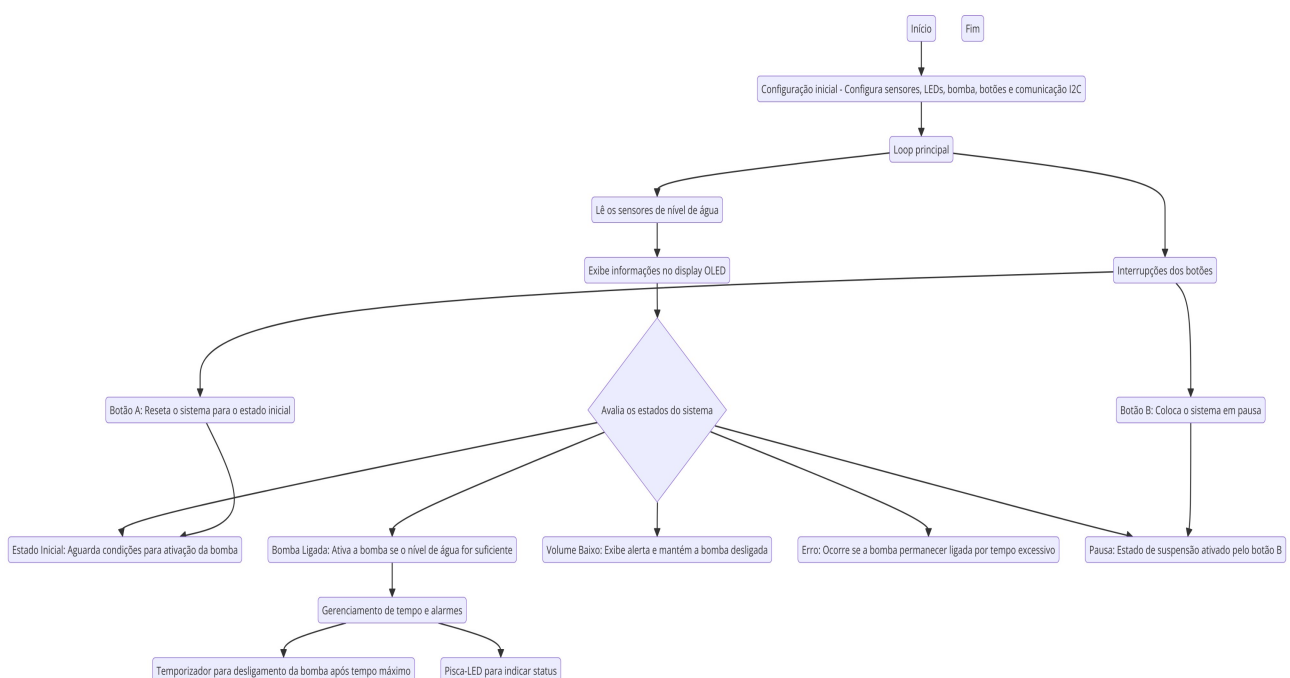 Início
Fim
Configuração inicial - Configura sensores, LEDs, bomba, botões e comunicação I2C
Loop principal
Lê os sensores de nível de água
Exibe informações no display OLED
Interrupções dos botões
Botão A: Reseta o sistema para o estado inicial
Avalia os estados do sistema
Botão B: Coloca o sistema em pausa
Estado Inicial: Aguarda condições para ativação da bomba
Bomba Ligada: Ativa a bomba se o nível de água for suficiente
Volume Baixo: Exibe alerta e mantém a bomba desligada
Erro: Ocorre se a bomba permanecer ligada por tempo excessivo
Pausa: Estado de suspensão ativado pelo botão B
Gerenciamento de tempo e alarmes
Temporizador para desligamento da bomba após tempo máximo
Pisca-LED para indicar status